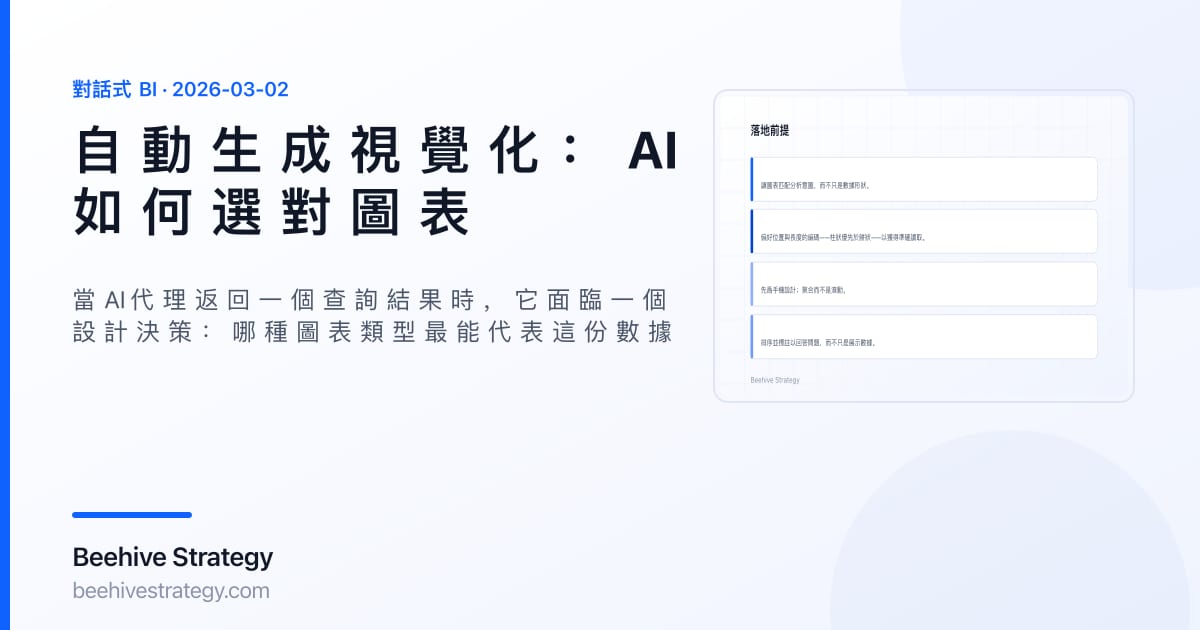 對話式 BI · 2026-03-02
自動生成視覺化： AI
如何選對圖表
當 AI代理返回一個查詢結果時，它面臨一個
設計決策：哪種圖表類型最能代表這份數據
Beehive Strategy
beehivestrategy.com
落地前提
讓圖表匹配分析意圖，而不只是數據形狀。
偏好位置與長度的編碼——柱狀優先於餅狀——以獲得準確讀取。
先為手機設計：聚合而不是滾動。
排序並標註以回答問題，而不只是展示數據。
Beehive Strategy